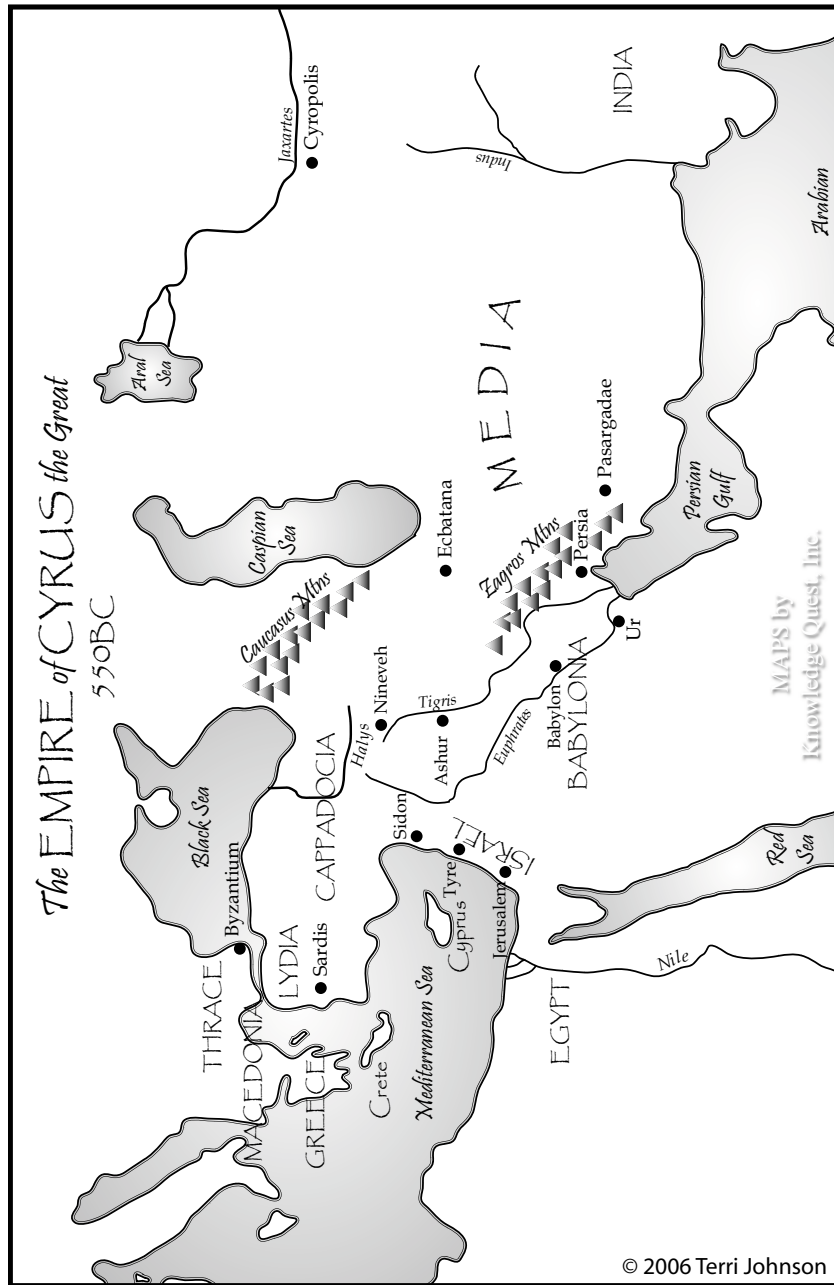 The EMPIRE of CYRUS the Great
550BC
Aral
Sea
Jaxartes
Cyropolis
Caspian
Sea
Caucasus Mtns
Black Sea
Byzantium
THRACE
MACEDONIA
GREECE
LYDIA
Sardis
CAPPADOCIA
Halys
Nineveh
Tigris
Ashur
Ecbatana
MEDIA
Zagros Mtns
Persia
Pasargadae
Indus
INDIA
Crete
Mediterranean Sea
Cyprus
Sidon
Tyre
ISRAEL
Jerusalem
Euphrates
Babylon
BABYLONIA
Ur
Persian
Gulf
Arabian
EGYPT
Nile
Red
Sea
MAPS by
Knowledge Quest, Inc.
© 2006 Terri Johnson